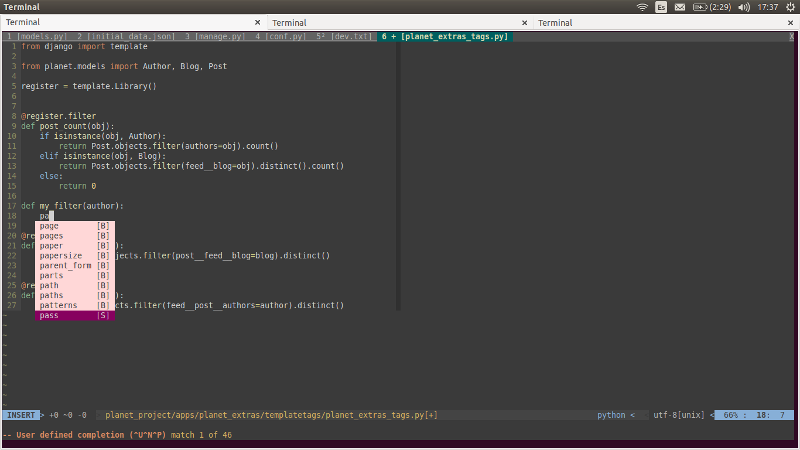 Terminal
Es
(2:29)
17:37
Terminal
Terminal
Terminal
1 [models.py] 2 [initial_data.json] 3 [manage.py] 4 [conf.py] 5² [dev.txt] 6 + [planet_extras_tags.py] X
1 from django import template
2
3 from planet.models import Author, Blog, Post
4
5 register = template.Library()
6
7
8 @register.filter
9 def post_count(obj):
10 if isinstance(obj, Author):
11 return Post.objects.filter(authors=obj).count()
12 elif isinstance(obj, Blog):
13 return Post.objects.filter(feed__blog=obj).distinct().count()
14 else:
15 return 0
16
17 def my_filter(author):
18 pa
19 page [B]
20 @re pages [B]
21 def paper [B] ):
22 papersize [B] jects.filter(post__feed__blog=blog).distinct()
23 parent_form [B]
24 parts [B]
25 @re path [B]
26 def paths [B] ):
27 patterns [B] cts.filter(feed__post__authors=author).distinct()
~ pass [S]
~
~
~
~
~
~
~
~
~
INSERT > +0 ~0 -0 planet_project/apps/planet_extras/templatetags/planet_extras_tags.py[+] python < utf-8[unix] < 66% : 18: 7
-- User defined completion (^U^N^P) match 1 of 46